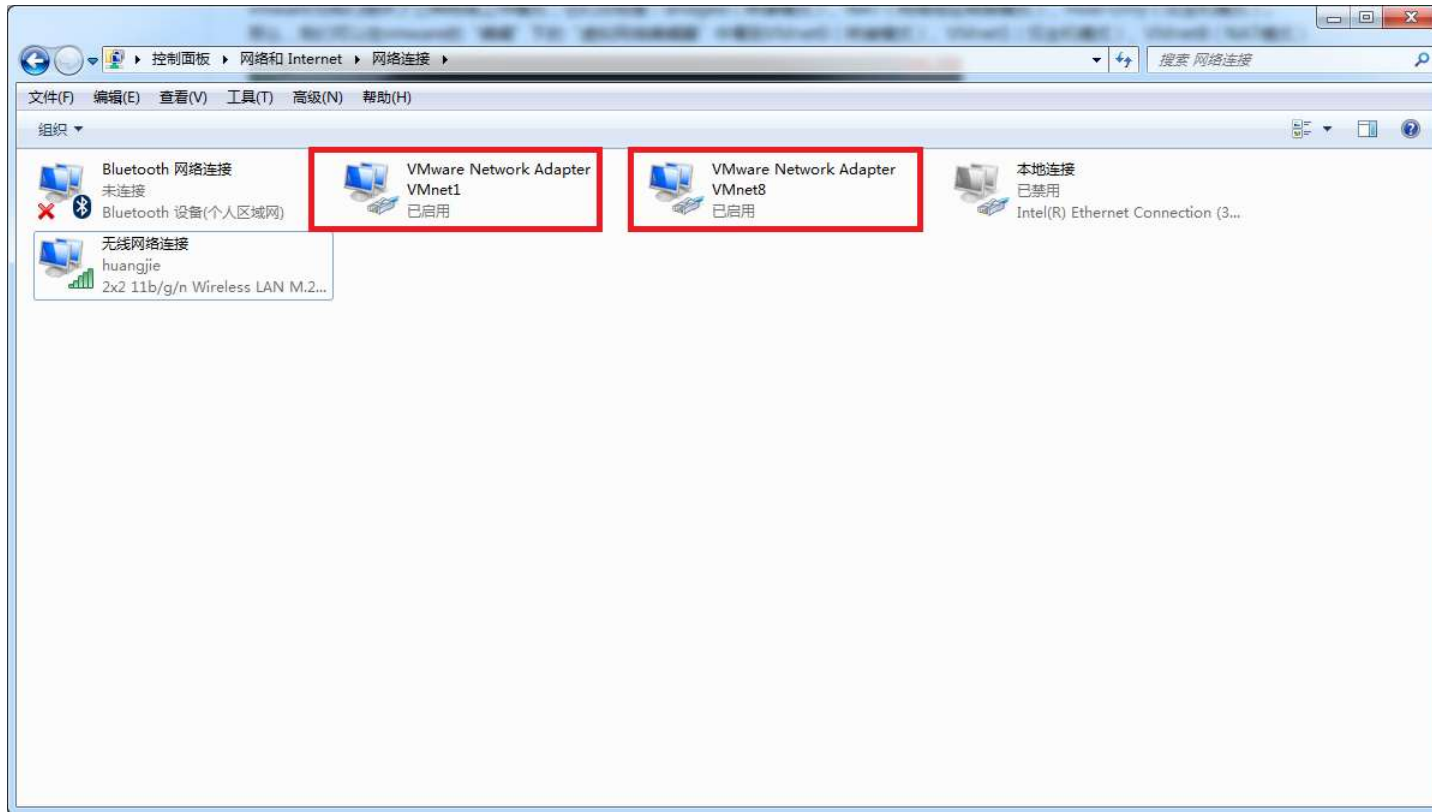 控制面板 ▸ 网络和 Internet ▸ 网络连接 ▸
搜索 网络连接
文件(F) 编辑(E) 查看(V) 工具(T) 高级(N) 帮助(H)
组织
Bluetooth 网络连接
未连接
Bluetooth 设备(个人区域网)
VMware Network Adapter
VMnet1
已启用
VMware Network Adapter
VMnet8
已启用
本地连接
已禁用
Intel(R) Ethernet Connection (3...
无线网络连接
huangjie
2x2 11b/g/n Wireless LAN M.2...